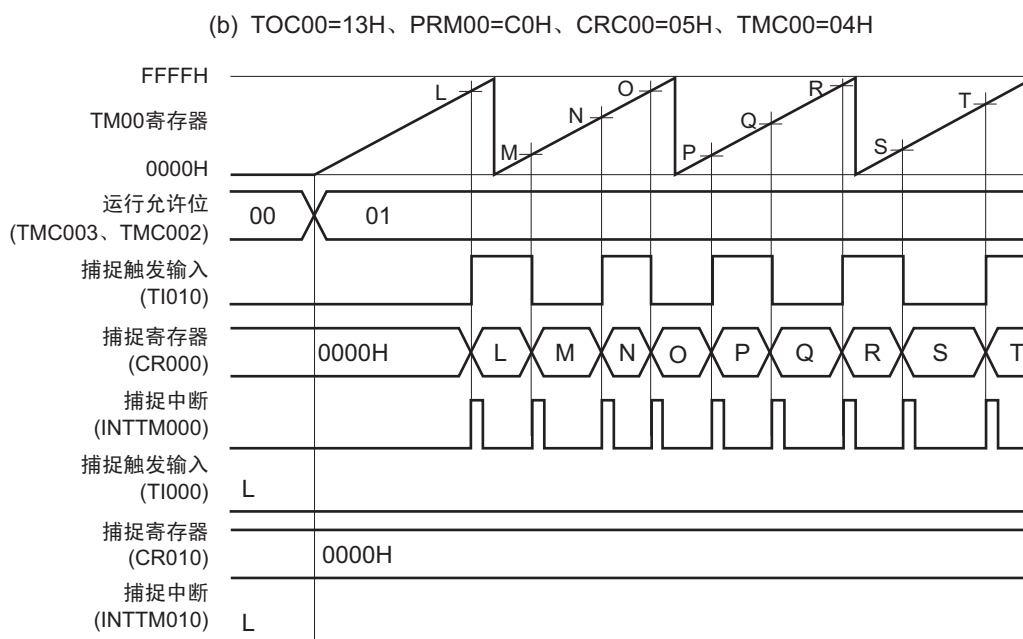 (b) TOC00=13H、PRM00=C0H、CRC00=05H、TMC00=04H
FFFFH
TM00寄存器
0000H
L
M
N
O
P
Q
R
S
T
运行允许位
(TMC003、TMC002)
00
01
捕捉触发输入
(TI010)
捕捉寄存器
(CR000)
0000H
L
M
N
O
P
Q
R
S
T
捕捉中断
(INTTM000)
捕捉触发输入
(TI000)
L
捕捉寄存器
(CR010)
0000H
捕捉中断
(INTTM010)
L